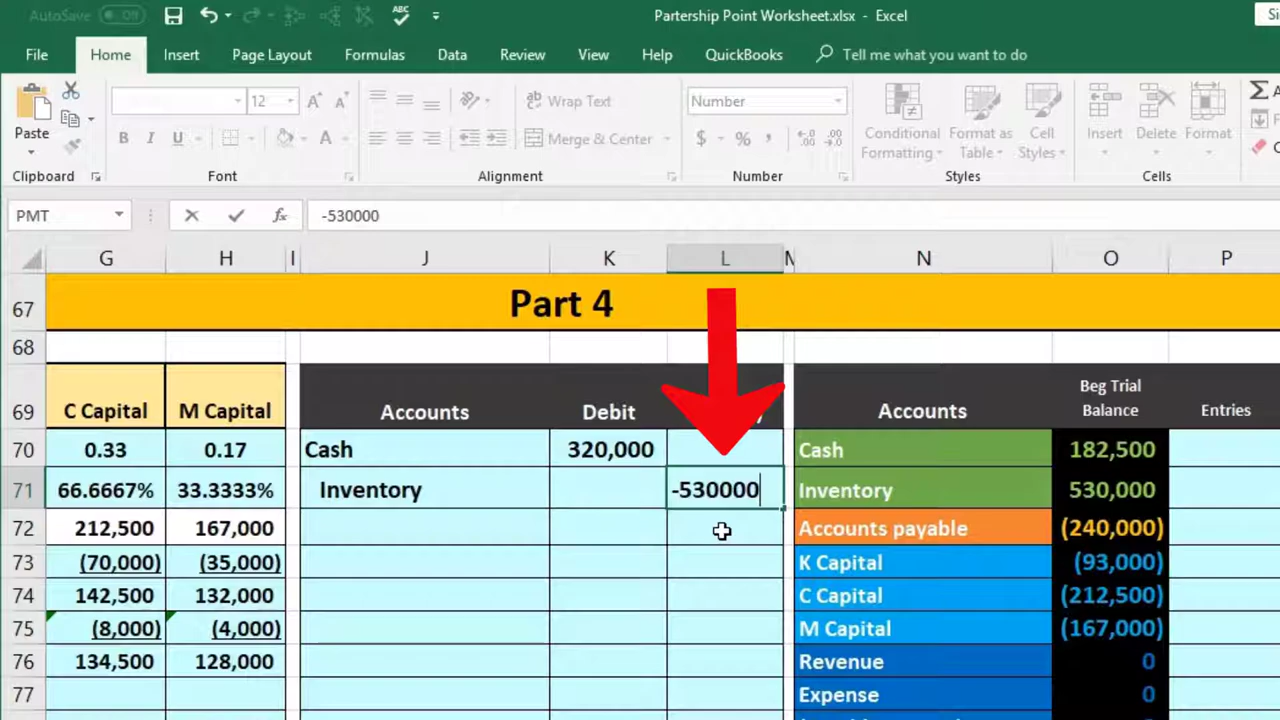 AutoSave Off Partership Point Worksheet.xlsx - Excel
File Home Insert Page Layout Formulas Data Review View Help QuickBooks Tell me what you want to do
12 Wrap Text Number
Paste B I U Merge & Center $ % Conditional Formatting Format as Table Cell Styles Delete Format
Clipboard Font Alignment Number Styles Cells
PMT fx -530000
G H I J K L M N O P
67 Part 4
68
69 C Capital M Capital Accounts Debit Accounts Beg Trial Balance Entries
70 0.33 0.17 Cash 320,000 Cash 182,500
71 66.6667% 33.3333% Inventory -530000 Inventory 530,000
72 212,500 167,000 Accounts payable (240,000)
73 (70,000) (35,000) K Capital (93,000)
74 142,500 132,000 C Capital (212,500)
75 (8,000) (4,000) M Capital (167,000)
76 134,500 128,000 Revenue 0
77 Expense 0